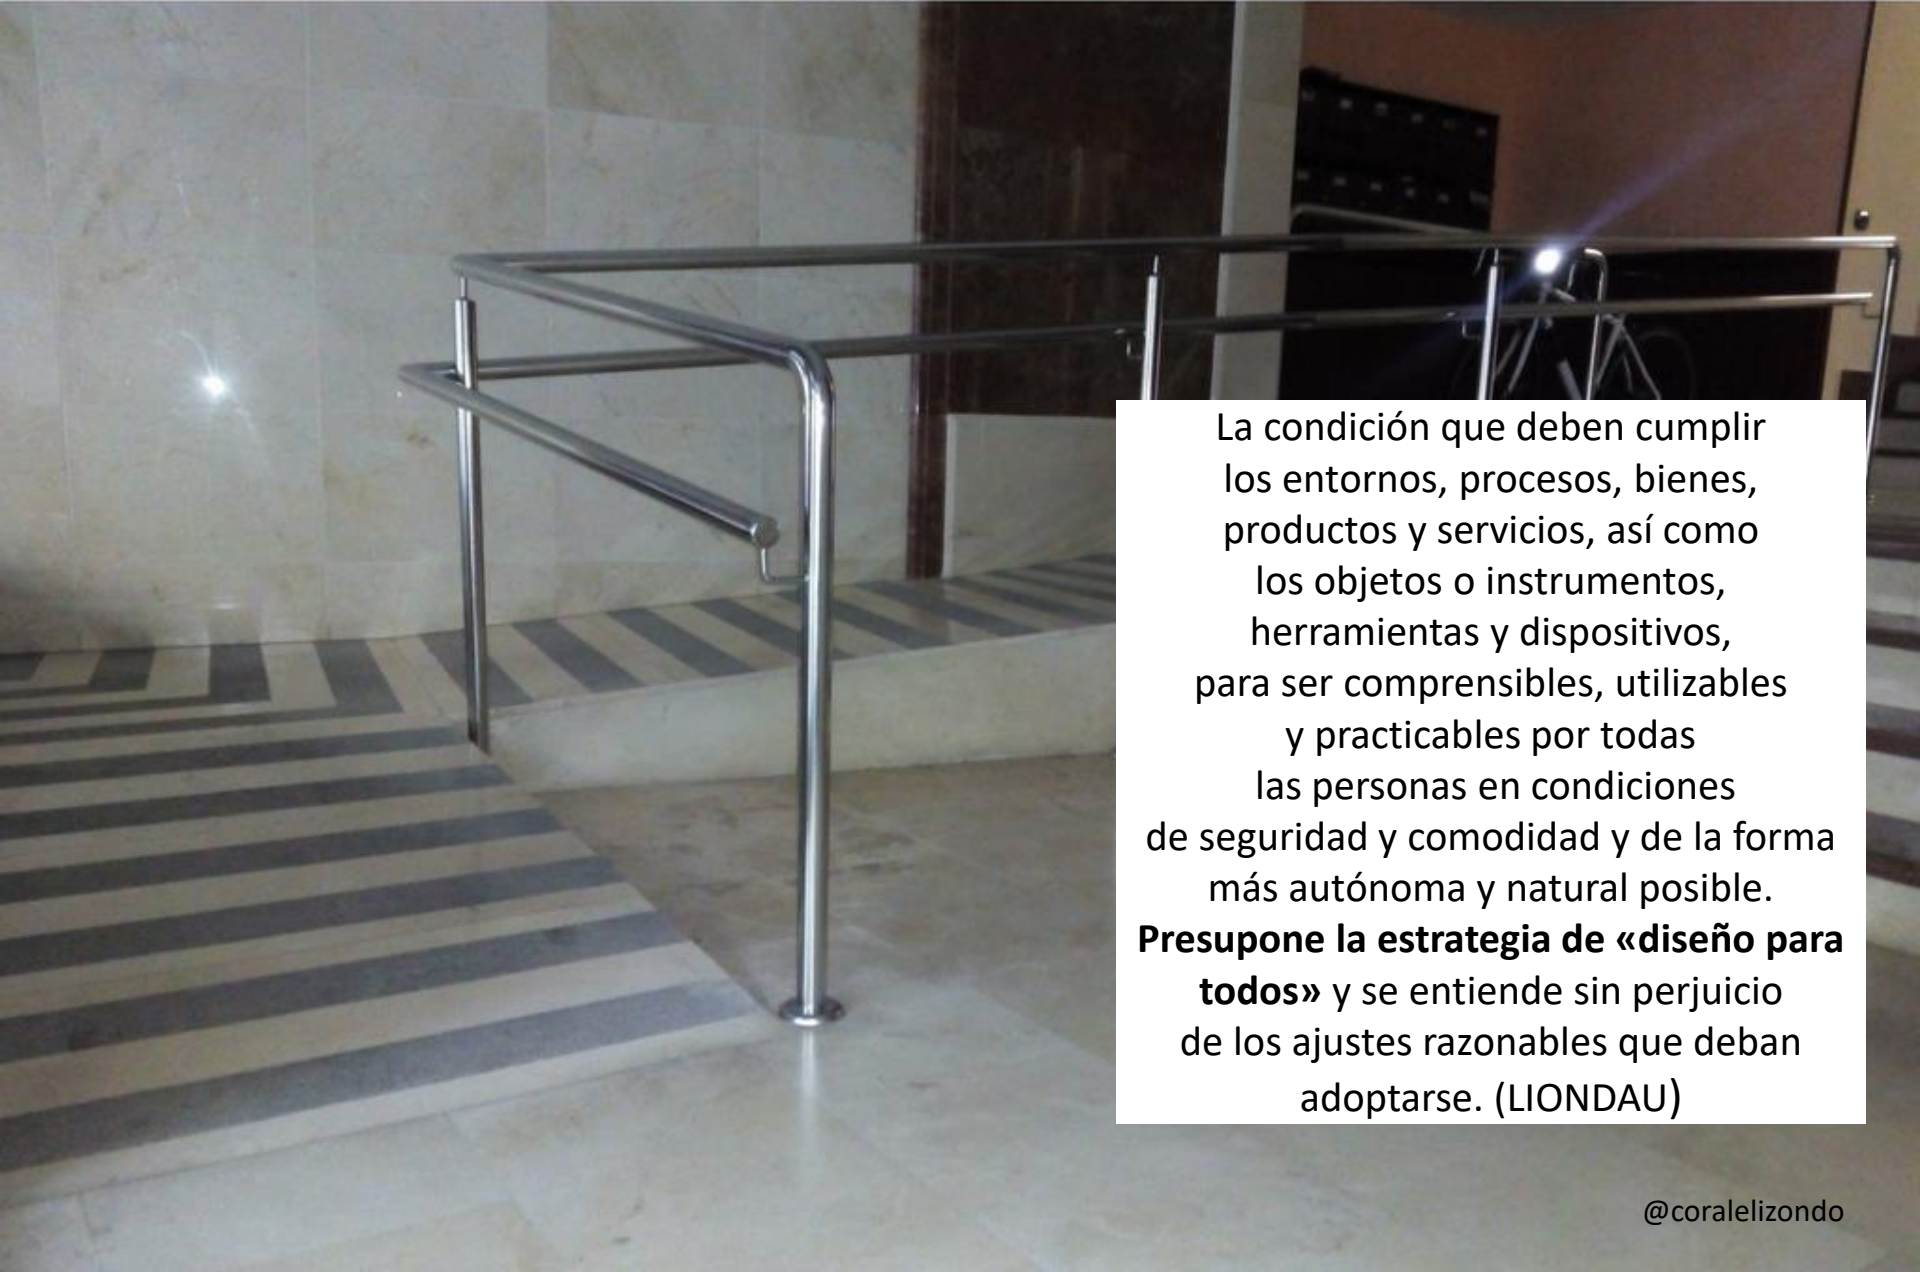 La condición que deben cumplir
los entornos, procesos, bienes,
productos y servicios, así como
los objetos o instrumentos,
herramientas y dispositivos,
para ser comprensibles, utilizables
y practicables por todas
las personas en condiciones
de seguridad y comodidad y de la forma
más autónoma y natural posible.
Presupone la estrategia de «diseño para
todos» y se entiende sin perjuicio
de los ajustes razonables que deban
adoptarse. (LIONDAU)
@coralelizondo